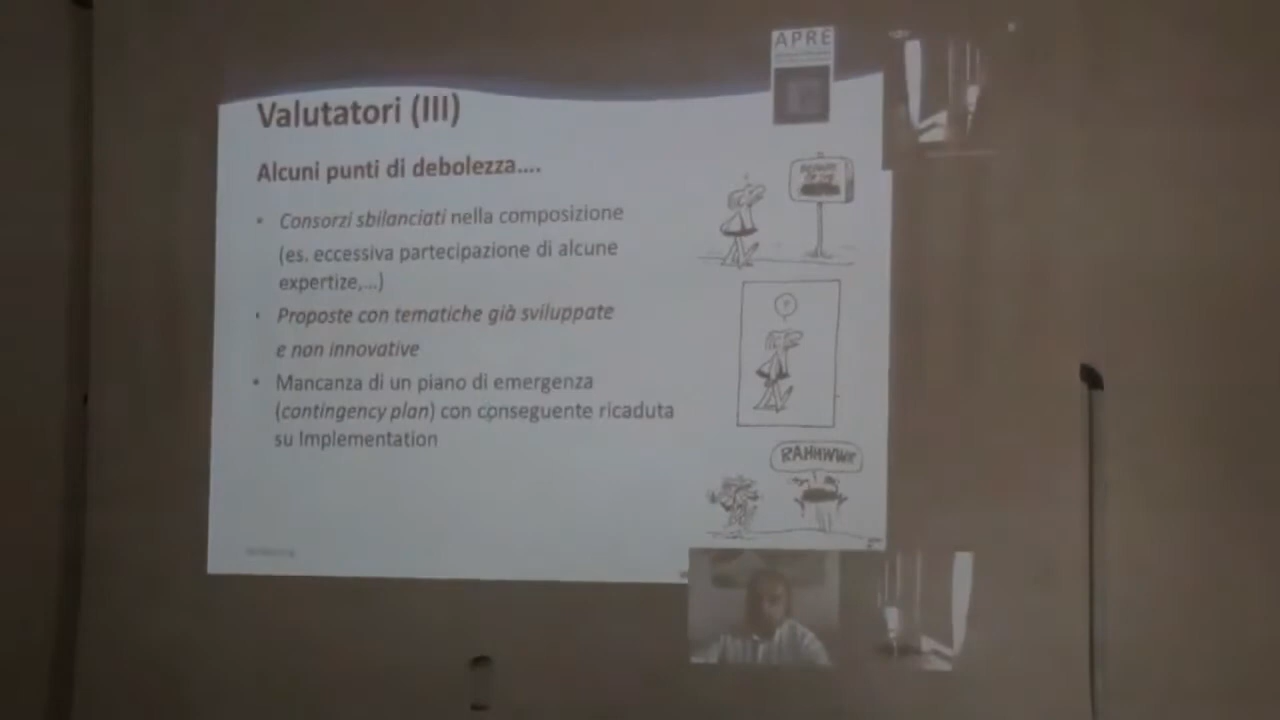 APRE
Valutatori (III)
Alcuni punti di debolezza....
• Consorzi sbilanciati nella composizione
(es. eccessiva partecipazione di alcune
expertize,...)
• Proposte con tematiche già sviluppate
e non innovative
• Mancanza di un piano di emergenza
(contingency plan) con conseguente ricaduta
su Implementation
?